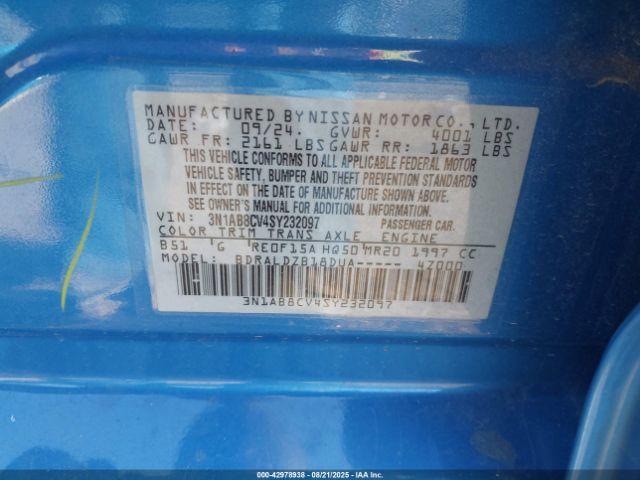 MANUFACTURED BY NISSAN MOTOR CO., LTD.
DATE: 09/24. GVWR: 4001 LBS
GAWR FR: 2161 LBS GAWR RR: 1863 LBS
THIS VEHICLE CONFORMS TO ALL APPLICABLE FEDERAL MOTOR
VEHICLE SAFETY, BUMPER AND THEFT PREVENTION STANDARDS
IN EFFECT ON THE DATE OF MANUFACTURE SHOWN ABOVE.
SEE OWNER'S MANUAL FOR ADDITIONAL INFORMATION.
VIN: 3N1AB8CV4SY232097 PASSENGER CAR.
COLOR TRIM TRANS AXLE ENGINE
B51 G RE0F15A HQ50 MR20 1997 CC
MODEL: BDRALDZB18DUA----- 47000
3N1AB8CV4SY232097
000-42978938 - 08/21/2025 - IAA Inc.